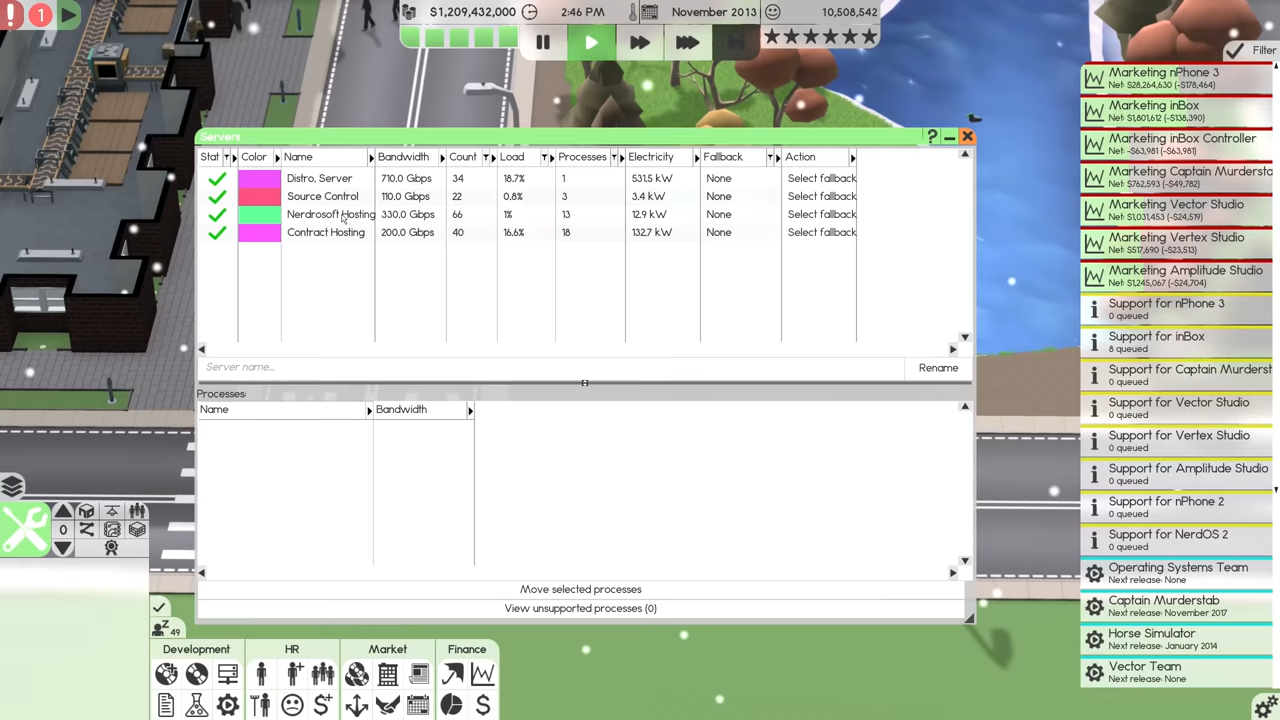 1
$1,209,432,000
2:46 PM
November 2013
10,508,542
Filter
Servers
?
Stat
Color
Name
Bandwidth
Count
Load
Processes
Electricity
Fallback
Action
Distro. Server
710.0 Gbps
34
18.7%
1
531.5 kW
None
Select fallback
Source Control
110.0 Gbps
22
0.8%
3
3.4 kW
None
Select fallback
Nerdrosoft Hosting
330.0 Gbps
66
1%
13
12.9 kW
None
Select fallback
Contract Hosting
200.0 Gbps
40
16.6%
18
132.7 kW
None
Select fallback
Server name...
Rename
Processes:
Name
Bandwidth
Move selected processes
View unsupported processes (0)
Marketing nPhone 3
Net: $28,264,630 (-$178,464)
Marketing inBox
Net: $1,801,612 (-$138,390)
Marketing inBox Controller
Net: -$63,981 (-$63,981)
Marketing Captain Murdersta
Net: $762,593 (-$49,782)
Marketing Vector Studio
Net: $1,031,453 (-$24,519)
Marketing Vertex Studio
Net: $517,690 (-$23,513)
Marketing Amplitude Studio
Net: $1,245,067 (-$24,704)
Support for nPhone 3
0 queued
Support for inBox
8 queued
Support for Captain Murderst
0 queued
Support for Vector Studio
0 queued
Support for Vertex Studio
0 queued
Support for Amplitude Studio
0 queued
Support for nPhone 2
0 queued
Support for NerdOS 2
0 queued
Operating Systems Team
Next release: None
Captain Murderstab
Next release: November 2017
Horse Simulator
Next release: January 2014
Vector Team
Next release: None
0
Z
49
Development
HR
Market
Finance